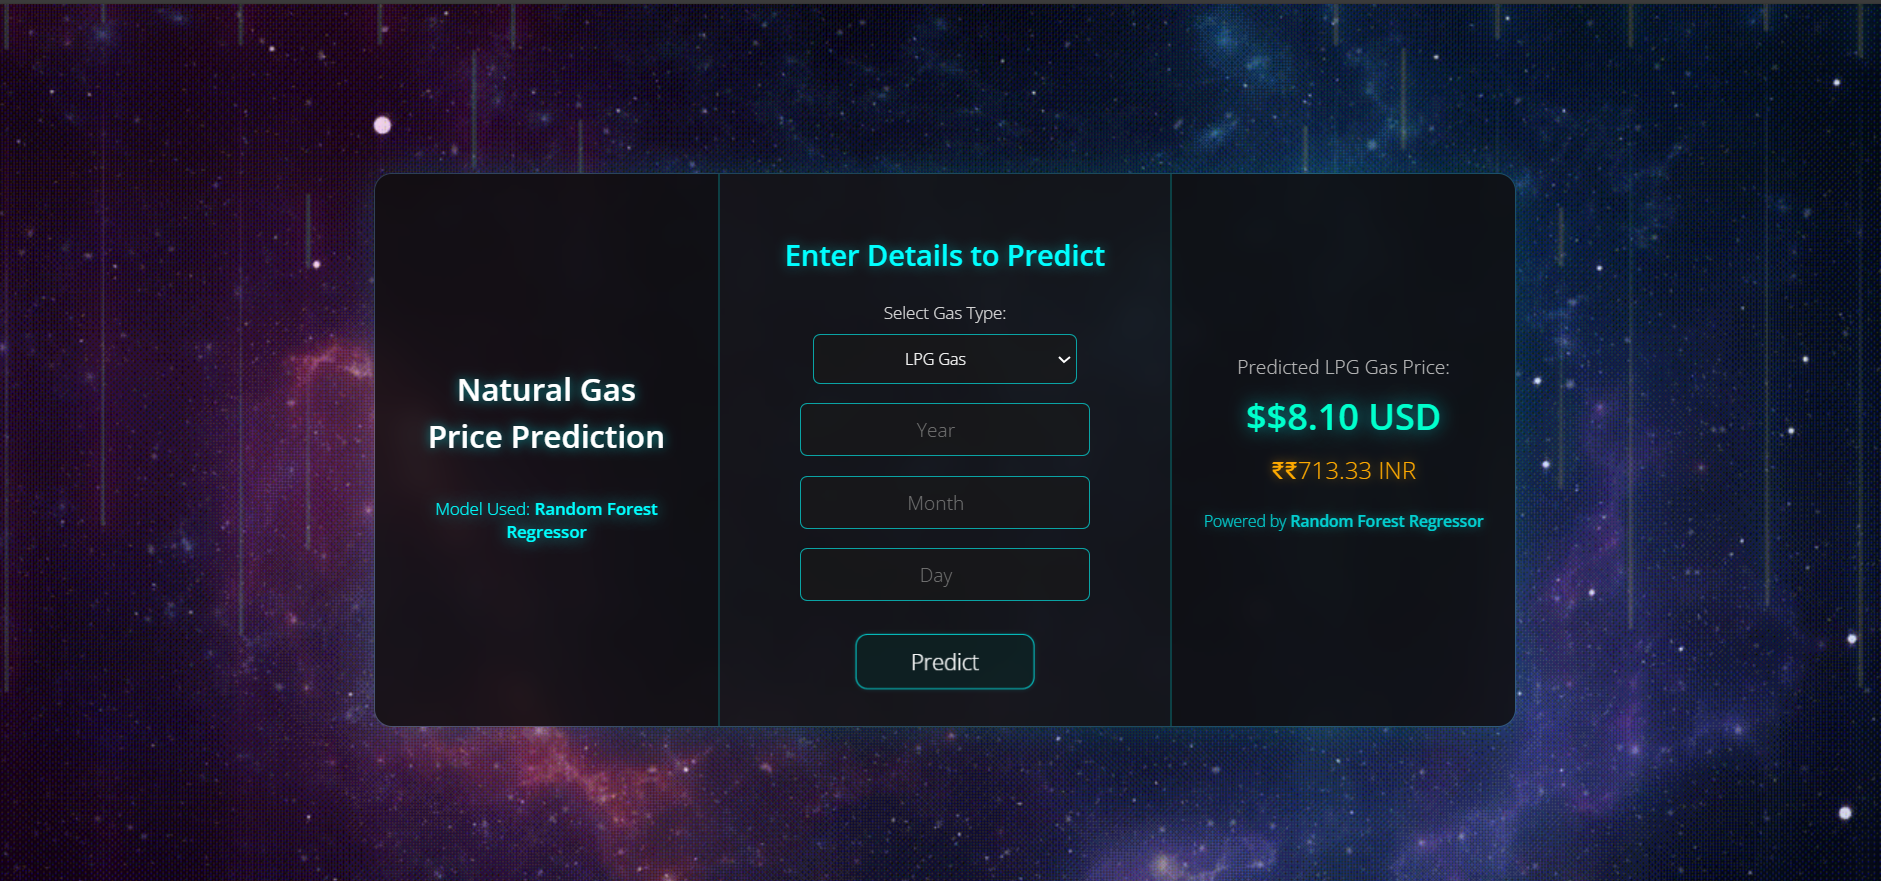 Natural Gas
Price Prediction
Model Used: Random Forest
Regressor
Enter Details to Predict
Select Gas Type:
LPG Gas
Year
Month
Day
Predict
Predicted LPG Gas Price:
$$8.10 USD
₹₹713.33 INR
Powered by Random Forest Regressor